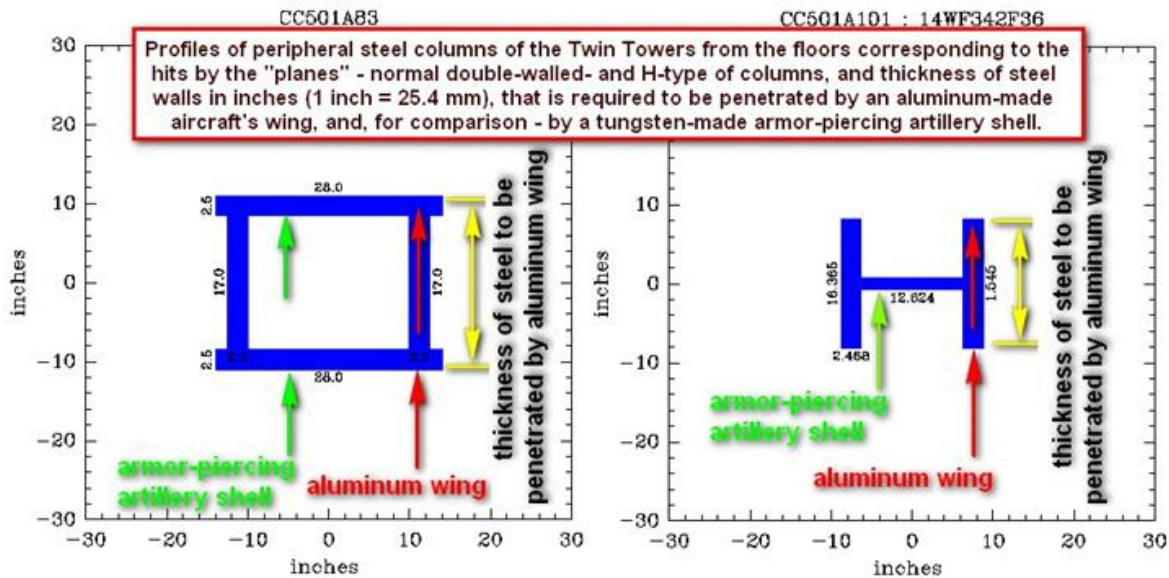 CC501A83
CC501A101 : 14WF342F36
Profiles of peripheral steel columns of the Twin Towers from the floors corresponding to the
hits by the "planes" - normal double-walled- and H-type of columns, and thickness of steel
walls in inches (1 inch = 25.4 mm), that is required to be penetrated by an aluminum-made
aircraft's wing, and, for comparison - by a tungsten-made armor-piercing artillery shell.
30
20
10
0
-10
-20
-30
inches
28.0
2.5
17.0
17.0
2.5
28.0
thickness of steel to be
penetrated by aluminum wing
armor-piercing
artillery shell
aluminum wing
-30
-20
-10
0
10
20
30
inches
30
20
10
0
-10
-20
-30
inches
16.365
12.624
1.545
2.468
thickness of steel to be
penetrated by aluminum wing
armor-piercing
artillery shell
aluminum wing
-30
-20
-10
0
10
20
30
inches